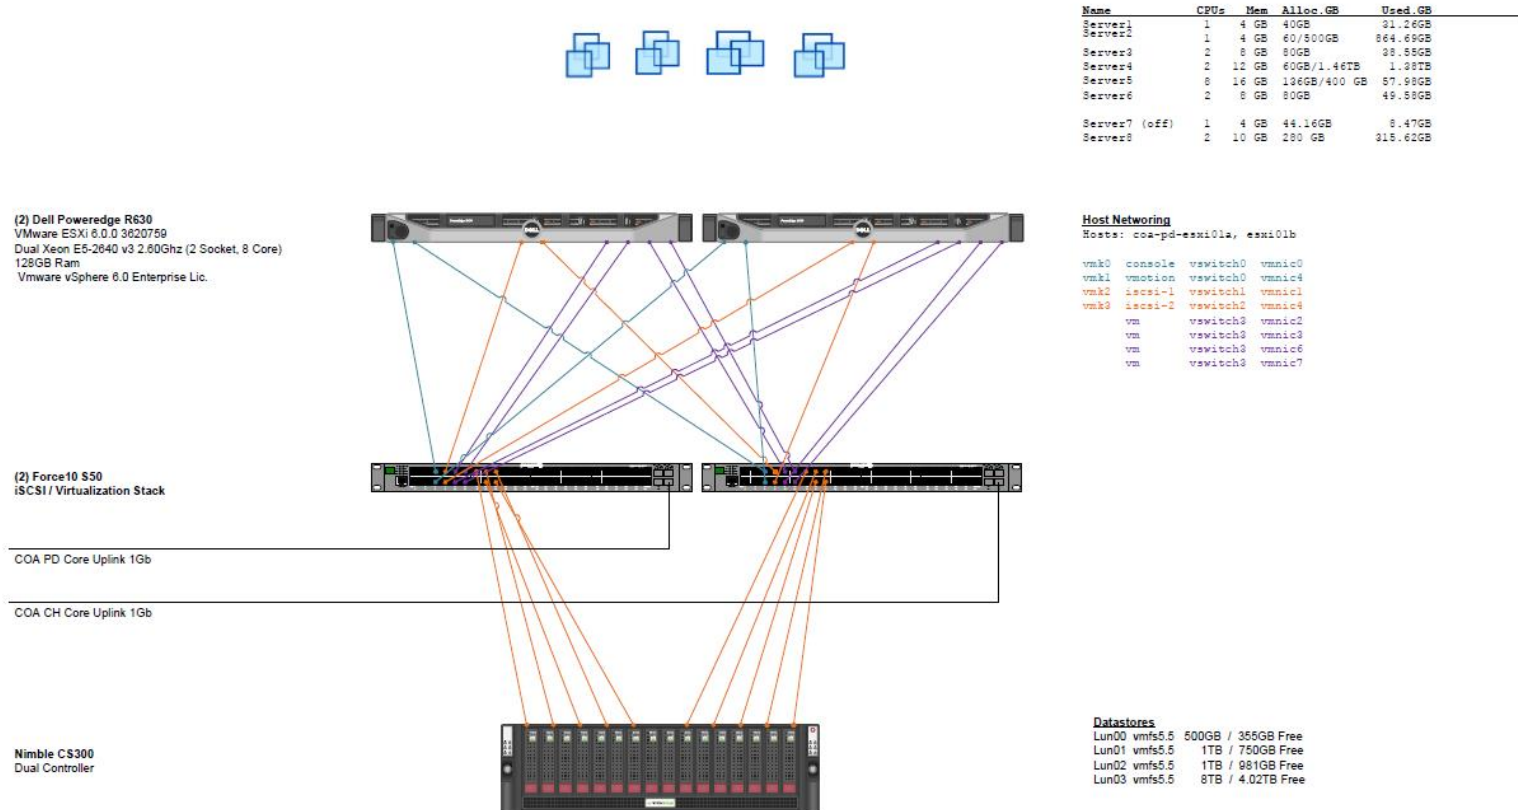 Name CPUs Mem Alloc.GB Used.GB
Server1 1 4 GB 40GB 31.26GB
Server2 1 4 GB 60/500GB 864.69GB
Server3 2 8 GB 80GB 38.55GB
Server4 2 12 GB 60GB/1.46TB 1.38TB
Server5 8 16 GB 136GB/400 GB 57.98GB
Server6 2 8 GB 80GB 49.58GB
Server7 (off) 1 4 GB 44.16GB 8.47GB
Server8 2 10 GB 280 GB 315.62GB
(2) Dell Poweredge R630
VMware ESXi 6.0.0 3620759
Dual Xeon E5-2640 v3 2.60Ghz (2 Socket, 8 Core)
128GB Ram
Vmware vSphere 6.0 Enterprise Lic.
DELL
DELL
Host Networing
Hosts: coa-pd-esxi01a, esxi01b
vmk0 console vswitch0 vmnic0
vmk1 vmotion vswitch0 vmnic4
vmk2 iscsi-1 vswitch1 vmnic1
vmk3 iscsi-2 vswitch2 vmnic4
vm vswitch3 vmnic2
vm vswitch3 vmnic3
vm vswitch3 vmnic6
vm vswitch3 vmnic7
(2) Force10 S50
iSCSI / Virtualization Stack
COA PD Core Uplink 1Gb
COA CH Core Uplink 1Gb
Nimble CS300
Dual Controller
Datastores
Lun00 vmfs5.5 500GB / 355GB Free
Lun01 vmfs5.5 1TB / 750GB Free
Lun02 vmfs5.5 1TB / 981GB Free
Lun03 vmfs5.5 8TB / 4.02TB Free